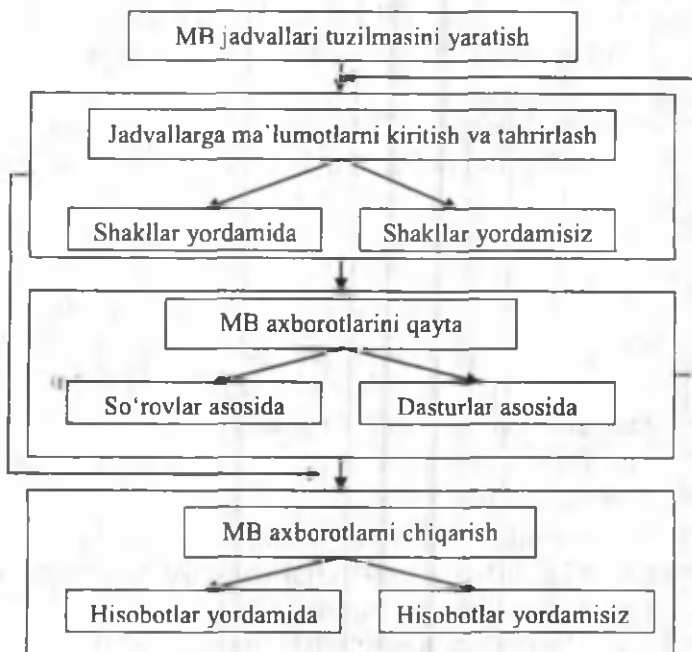 MB jadvallari tuzilmasini yaratish
Jadvallarga ma`lumotlarni kiritish va tahrirlash
Shakllar yordamida
Shakllar yordamisiz
MB axborotlarini qayta
So‘rovlar asosida
Dasturlar asosida
MB axborotlarni chiqarish
Hisobotlar yordamida
Hisobotlar yordamisiz